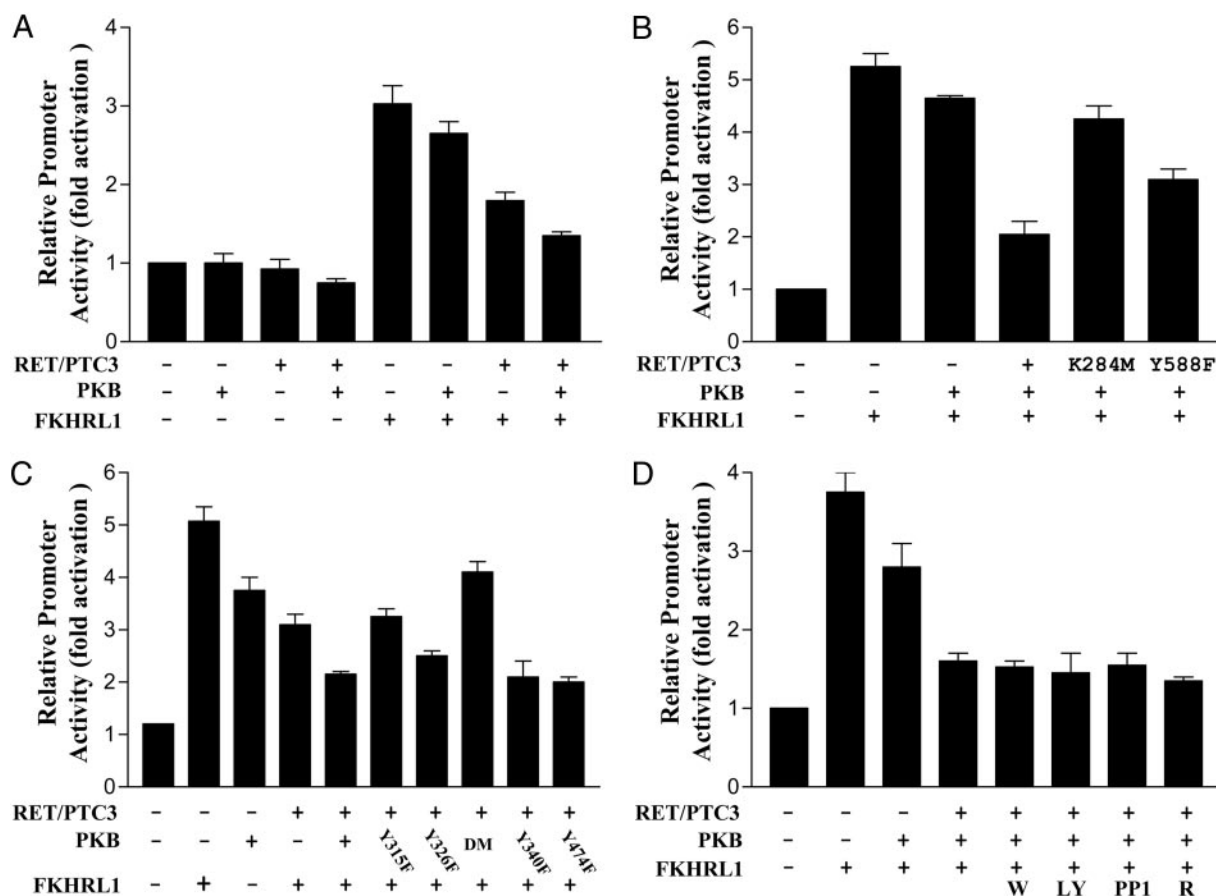 A
Relative Promoter
Activity (fold activation )
4
3
2
1
0
RET/PTC3 – – + + – – + +
PKB – + – + – + – +
FKHRL1 – – – – + + + +
B
Relative Promoter
Activity (fold activation )
6
5
4
3
2
1
0
RET/PTC3 – – – + K284M Y588F
PKB – – + + + +
FKHRL1 – + + + + +
C
Relative Promoter
Activity (fold activation )
6
5
4
3
2
1
0
RET/PTC3 – – – + + + + + + +
PKB – – + – + Y315F Y326F DM Y340F Y474F
FKHRL1 – + + + + + + + + +
D
Relative Promoter
Activity (fold activation )
4
3
2
1
0
RET/PTC3 – – – + + + + +
PKB – – + + + + + +
FKHRL1 – + + + + + + +
W LY PP1 R